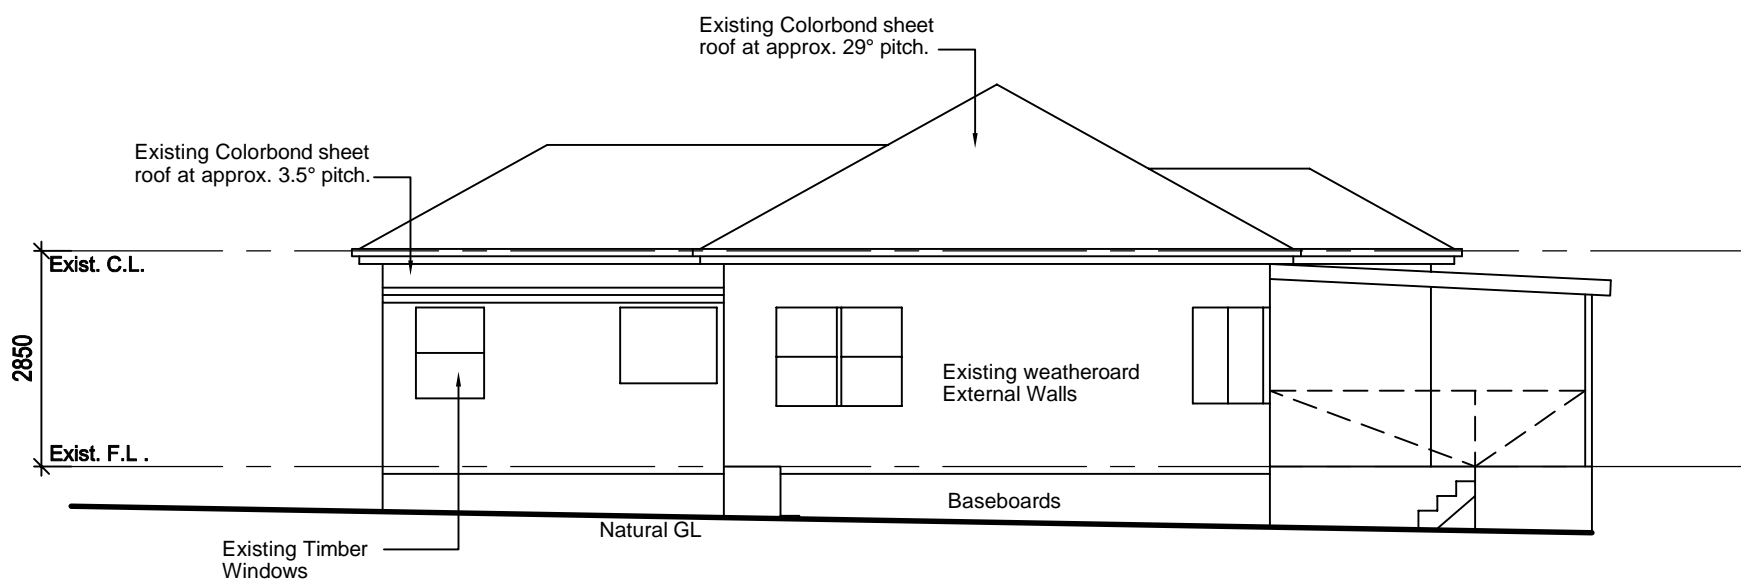 Existing Colorbond sheet
roof at approx. 29° pitch.
Existing Colorbond sheet
roof at approx. 3.5° pitch.
Exist. C.L.
2850
Existing weatheroard
External Walls
Exist. F.L .
Baseboards
Natural GL
Existing Timber
Windows